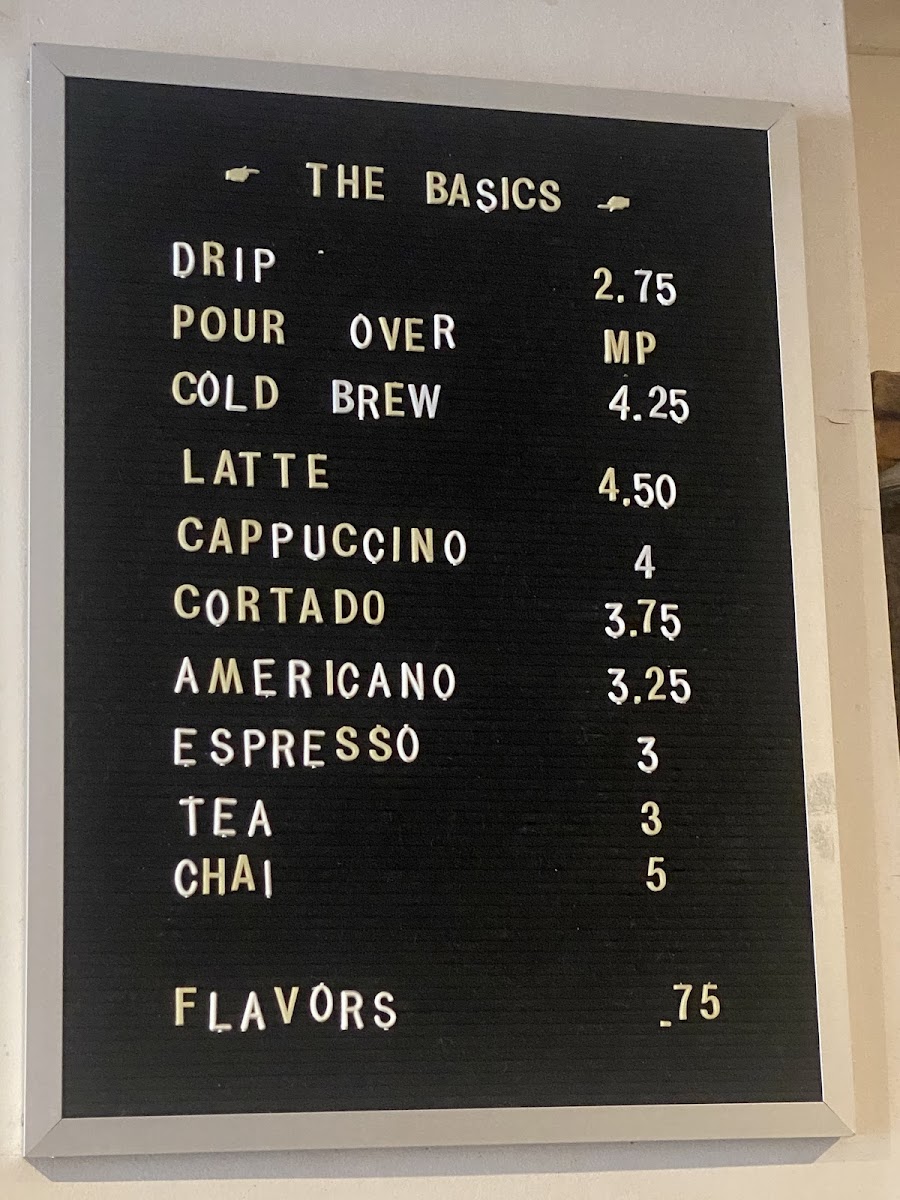 THE BASICS
DRIP 2.75
POUR OVER MP
COLD BREW 4.25
LATTE 4.50
CAPPUCCINO 4
CORTADO 3.75
AMERICANO 3.25
ESPRESSO 3
TEA 3
CHAI 5
FLAVORS .75